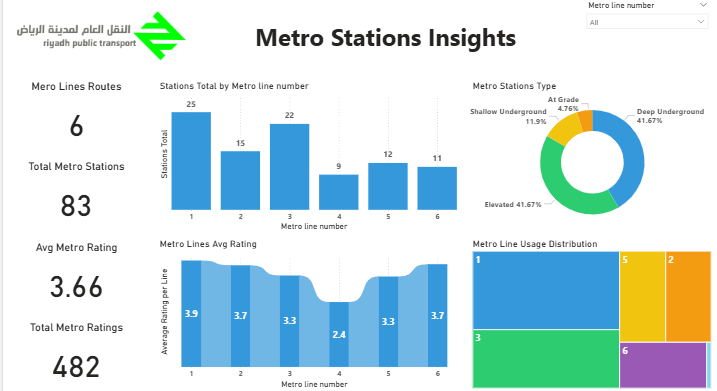 Metro line number
All
النقل العام لمدينة الرياض
riyadh public transport
Metro Stations Insights
Mero Lines Routes
6
Total Metro Stations
83
Avg Metro Rating
3.66
Total Metro Ratings
482
Stations Total by Metro line number
Stations Total
25
15
22
9
12
11
1
2
3
4
5
6
Metro line number
Metro Stations Type
At Grade
4.76%
Shallow Underground
11.9%
Deep Underground
41.67%
Elevated 41.67%
Metro Lines Avg Rating
Average Rating per Line
3.9
3.7
3.3
2.4
3.3
3.7
1
2
3
4
5
6
Metro line number
Metro Line Usage Distribution
1
5
2
3
6